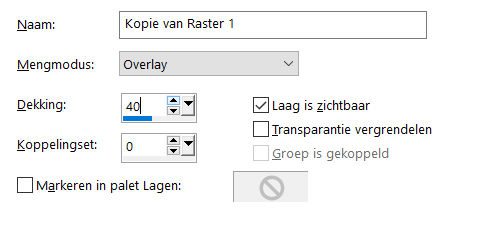 Naam: Kopie van Raster 1
Mengmodus: Overlay
Dekking: 40
Laag is zichtbaar
Transparantie vergrendelen
Koppelingset: 0
Groep is gekoppeld
Markeren in palet Lagen: